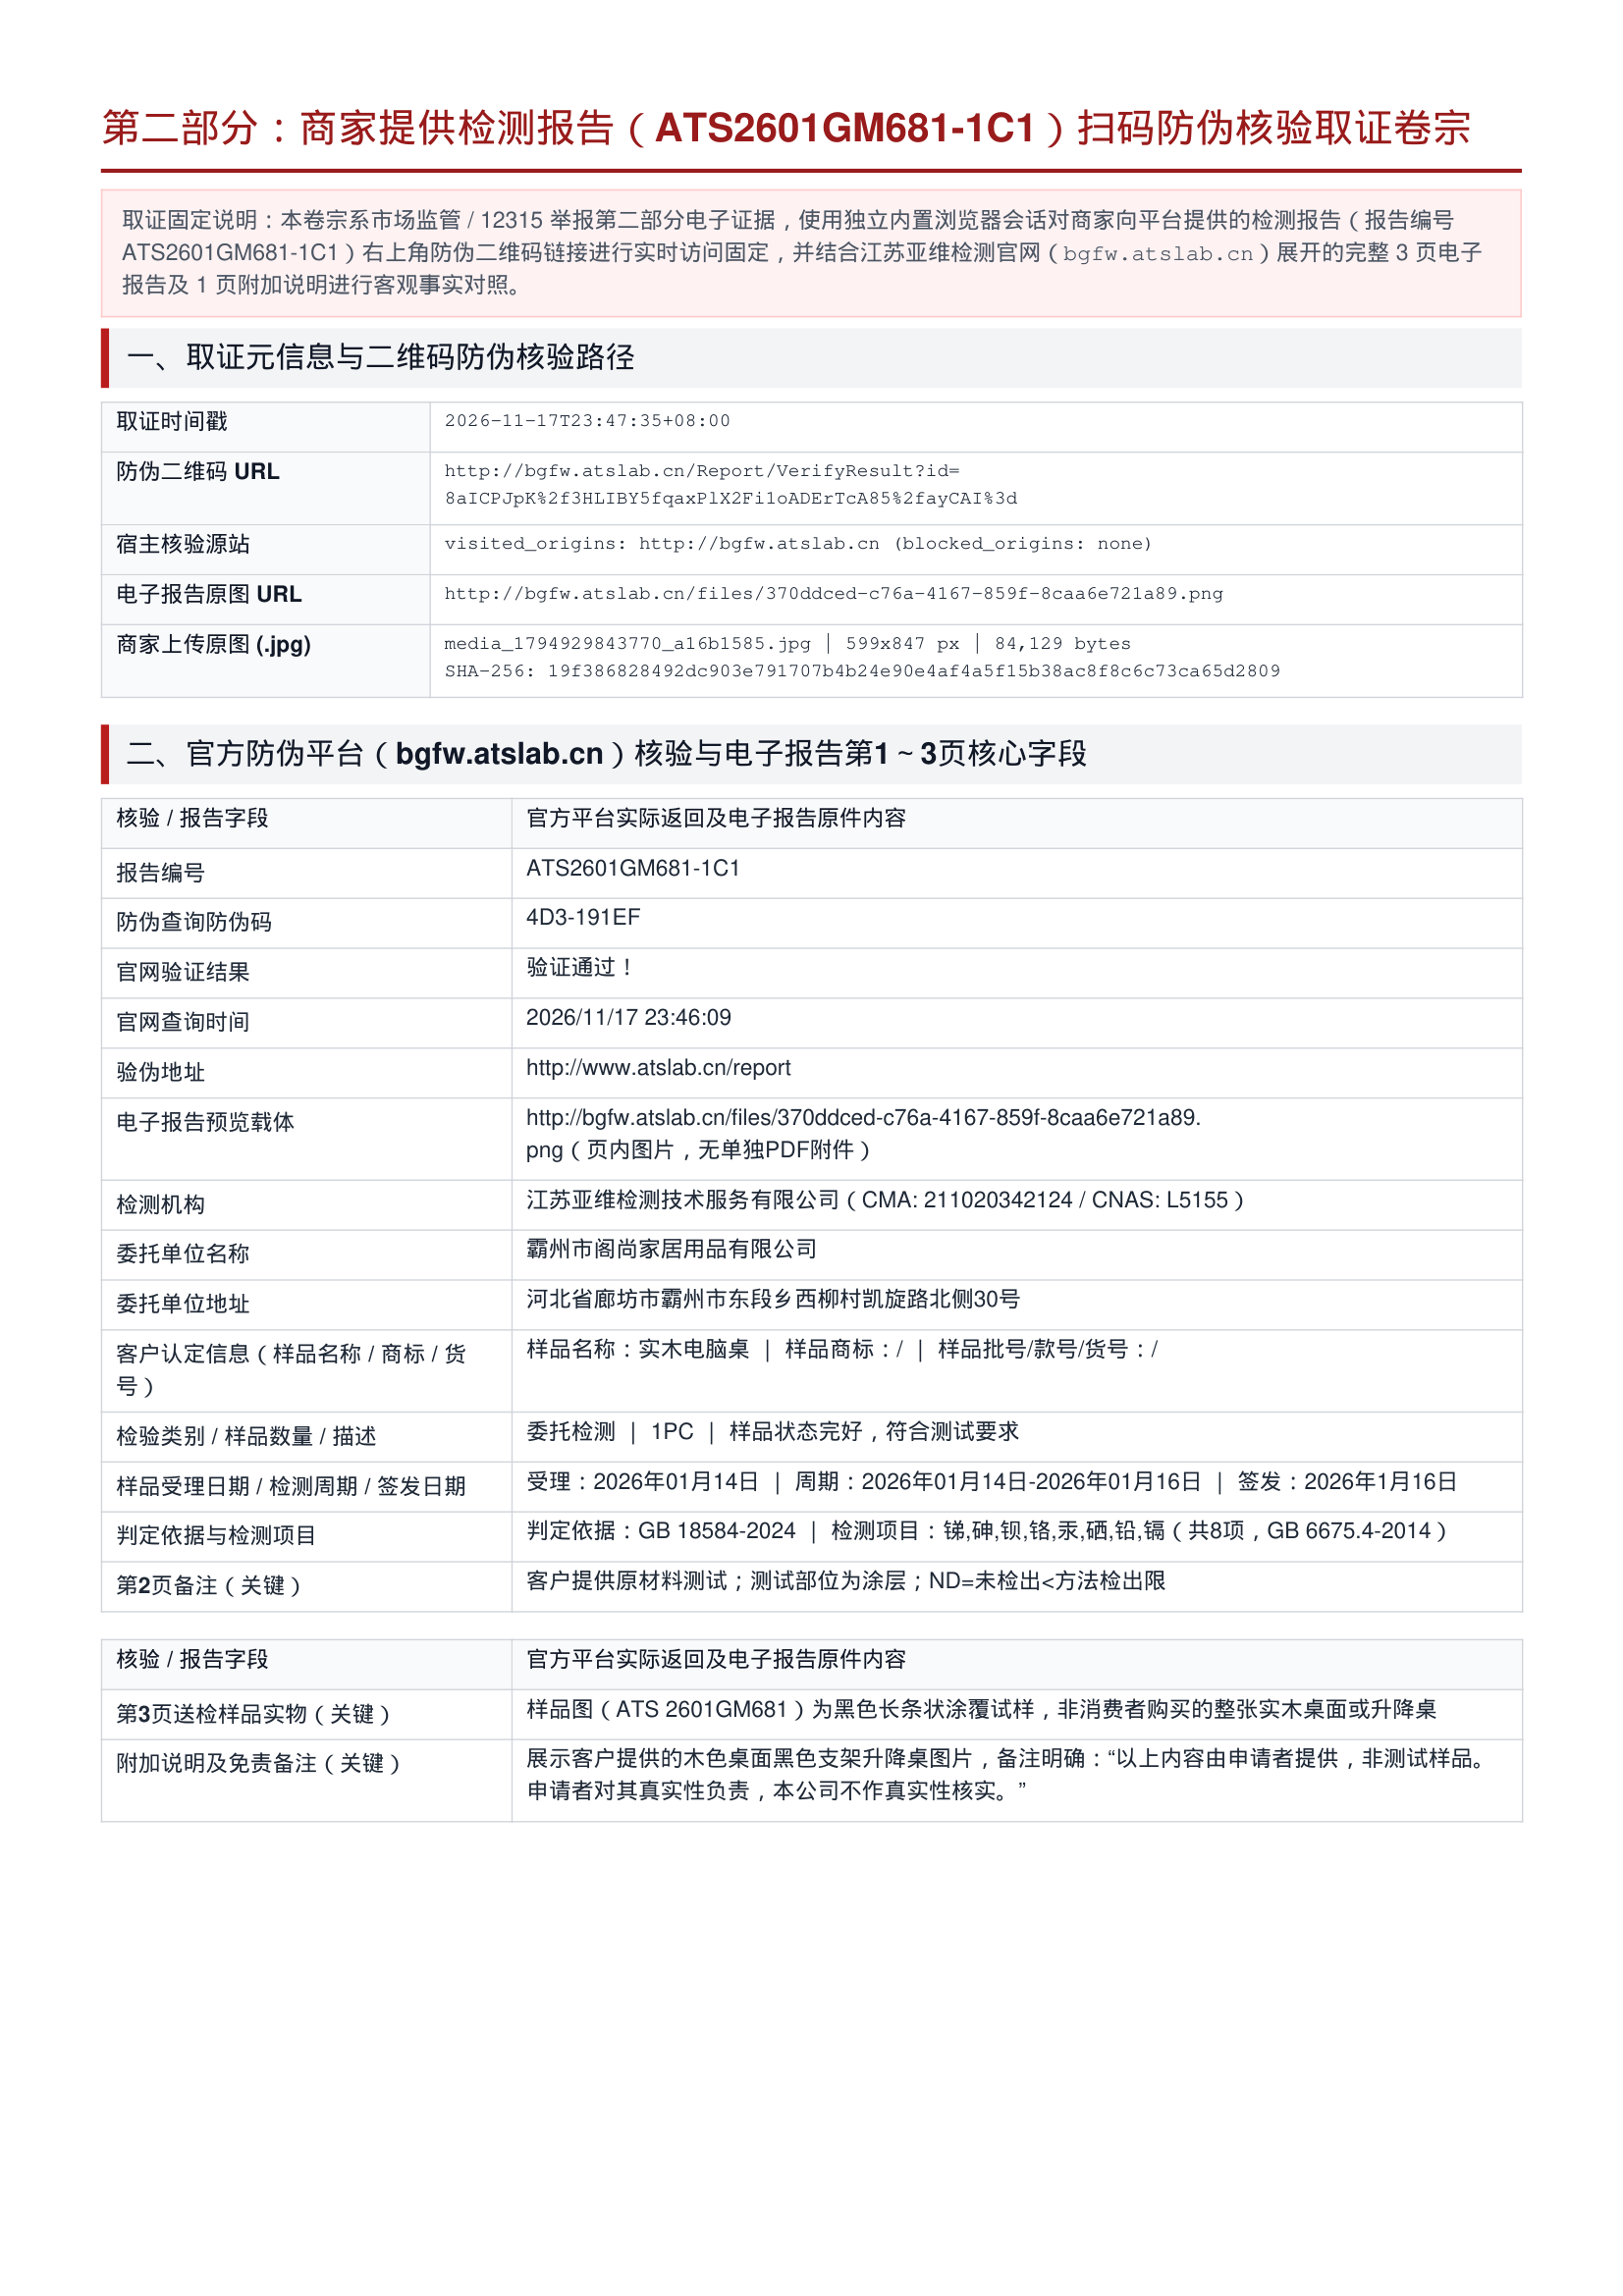 第二部分：商家提供检测报告（ATS2601GM681-1C1）扫码防伪核验取证卷宗
取证固定说明：本卷宗系市场监管 / 12315 举报第二部分电子证据，使用独立内置浏览器会话对商家向平台提供的检测报告（报告编号
ATS2601GM681-1C1）右上角防伪二维码链接进行实时访问固定，并结合江苏亚维检测官网（bgfw.atslab.cn）展开的完整 3 页电子
报告及 1 页附加说明进行客观事实对照。
一、取证元信息与二维码防伪核验路径
取证时间戳
2026-11-17T23:47:35+08:00
防伪二维码 URL
http://bgfw.atslab.cn/Report/VerifyResult?id=
8aICPJpK%2f3HLIBY5fqaxPlX2Fi1oADErTcA85%2fayCAI%3d
宿主核验源站
visited_origins: http://bgfw.atslab.cn (blocked_origins: none)
电子报告原图 URL
http://bgfw.atslab.cn/files/370ddced-c76a-4167-859f-8caa6e721a89.png
商家上传原图 (.jpg)
media_1794929843770_a16b1585.jpg | 599x847 px | 84,129 bytes
SHA-256: 19f386828492dc903e791707b4b24e90e4af4a5f15b38ac8f8c6c73ca65d2809
二、官方防伪平台（bgfw.atslab.cn）核验与电子报告第1～3页核心字段
核验 / 报告字段
官方平台实际返回及电子报告原件内容
报告编号
ATS2601GM681-1C1
防伪查询防伪码
4D3-191EF
官网验证结果
验证通过！
官网查询时间
2026/11/17 23:46:09
验伪地址
http://www.atslab.cn/report
电子报告预览载体
http://bgfw.atslab.cn/files/370ddced-c76a-4167-859f-8caa6e721a89.
png（页内图片，无单独PDF附件）
检测机构
江苏亚维检测技术服务有限公司（CMA: 211020342124 / CNAS: L5155）
委托单位名称
霸州市阁尚家居用品有限公司
委托单位地址
河北省廊坊市霸州市东段乡西柳村凯旋路北侧30号
客户认定信息（样品名称 / 商标 / 货
号）
样品名称：实木电脑桌 | 样品商标：/ | 样品批号/款号/货号：/
检验类别 / 样品数量 / 描述
委托检测 | 1PC | 样品状态完好，符合测试要求
样品受理日期 / 检测周期 / 签发日期
受理：2026年01月14日 | 周期：2026年01月14日-2026年01月16日 | 签发：2026年1月16日
判定依据与检测项目
判定依据：GB 18584-2024 | 检测项目：锑,砷,钡,铬,汞,硒,铅,镉（共8项，GB 6675.4-2014）
第2页备注（关键）
客户提供原材料测试；测试部位为涂层；ND=未检出<方法检出限
核验 / 报告字段
官方平台实际返回及电子报告原件内容
第3页送检样品实物（关键）
样品图（ATS 2601GM681）为黑色长条状涂覆试样，非消费者购买的整张实木桌面或升降桌
附加说明及免责备注（关键）
展示客户提供的木色桌面黑色支架升降桌图片，备注明确：“以上内容由申请者提供，非测试样品。
申请者对其真实性负责，本公司不作真实性核实。”